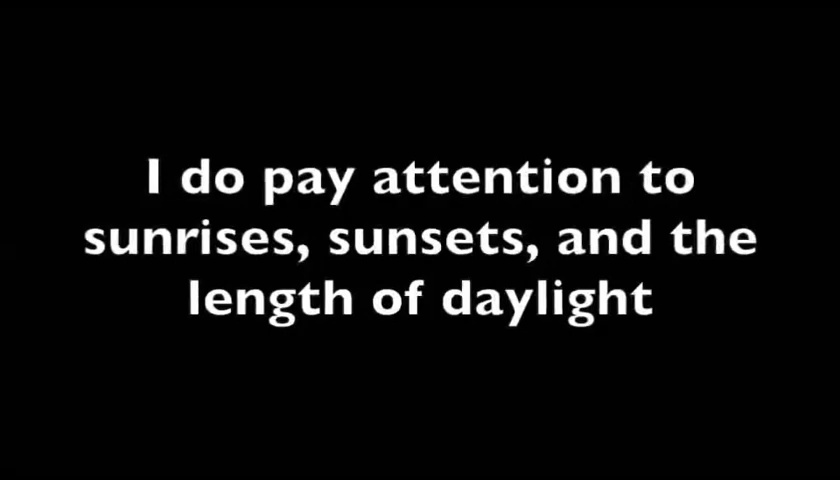 I do pay attention to
sunrises, sunsets, and the
length of daylight